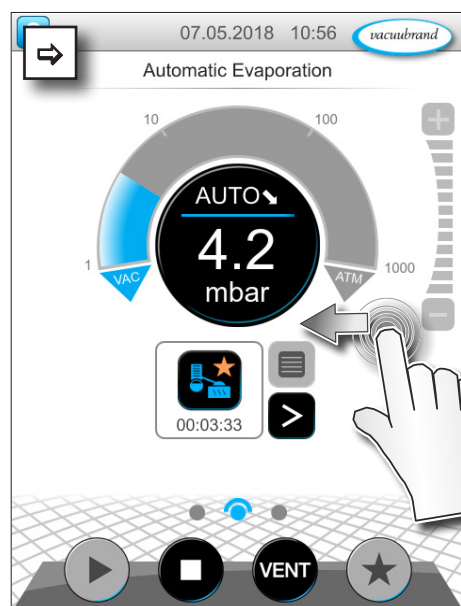 07.05.2018 10:56 vacuubrand
Automatic Evaporation
10 100
AUTO
4.2
mbar
1 VAC ATM 1000
00:03:33
VENT